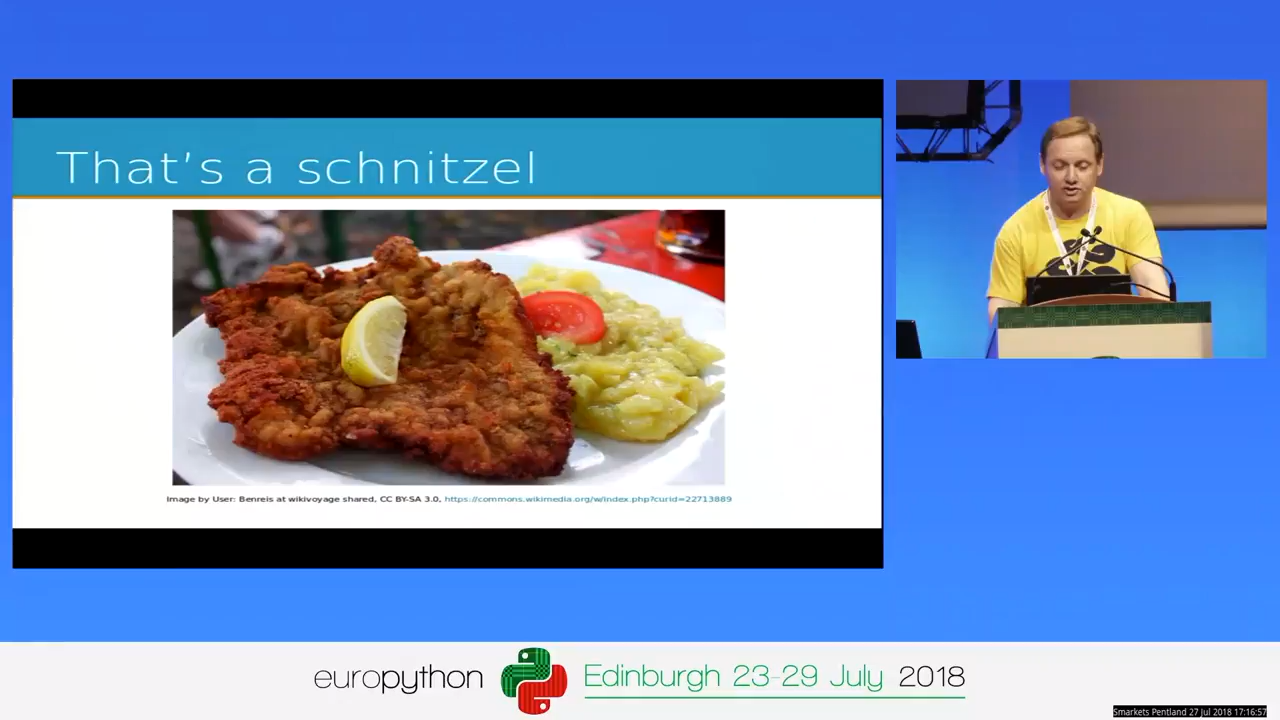 That's a schnitzel
Image by User: Benreis at wikivoyage shared, CC BY-SA 3.0, https://commons.wikimedia.org/w/index.php?curid=22713889
europython
Edinburgh 23-29 July 2018
Smarkets Pentland 27 Jul 2018 17:16:57